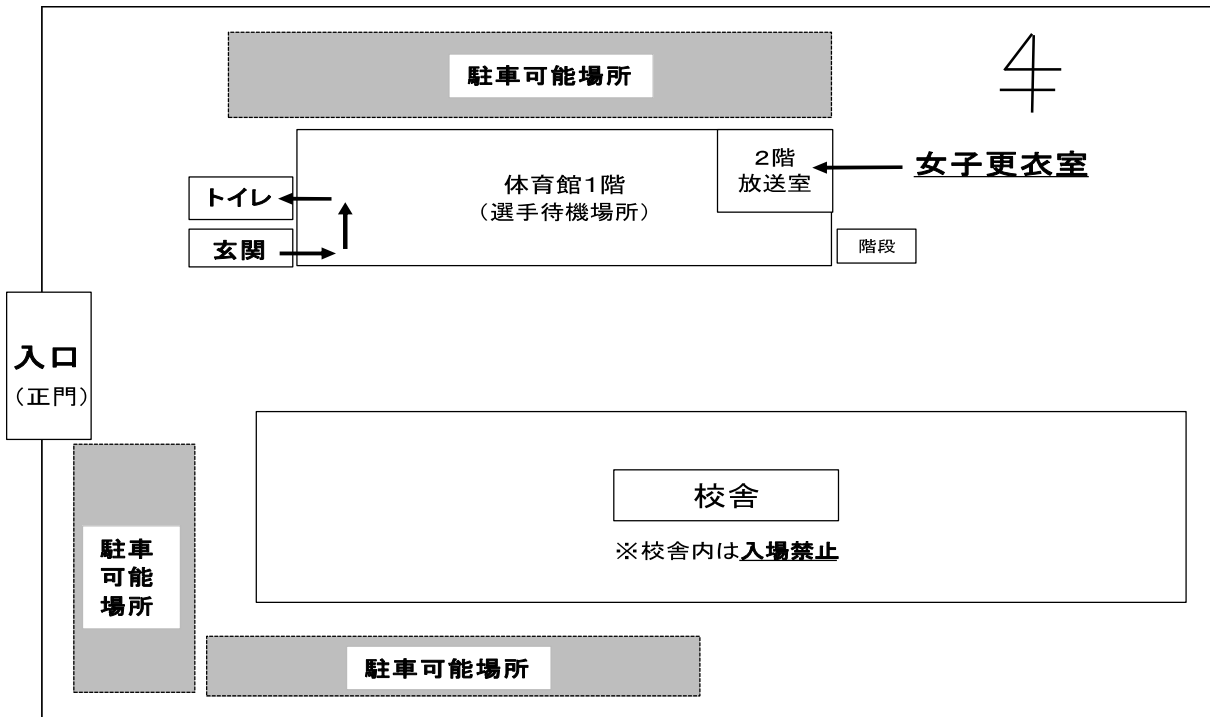 駐車可能場所
2階
放送室
女子更衣室
体育館1階
(選手待機場所)
トイレ
玄関
階段
入口
(正門)
校舎
※校舎内は入場禁止
駐車
可能
場所
駐車可能場所